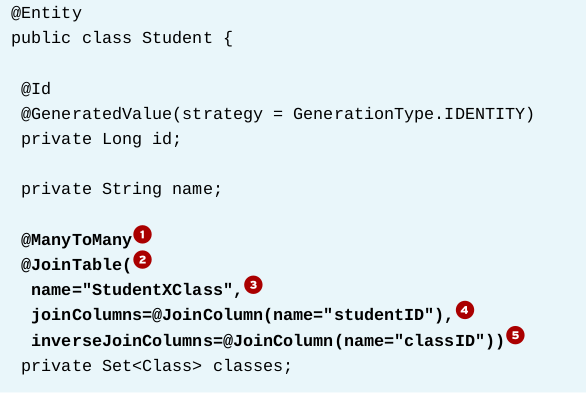 @Entity
public class Student {
@Id
@GeneratedValue(strategy = GenerationType.IDENTITY)
private Long id;
private String name;
@ManyToMany 1
@JoinTable( 2
name="StudentXClass", 3
joinColumns=@JoinColumn(name="studentID"), 4
inverseJoinColumns=@JoinColumn(name="classID")) 5
private Set<Class> classes;